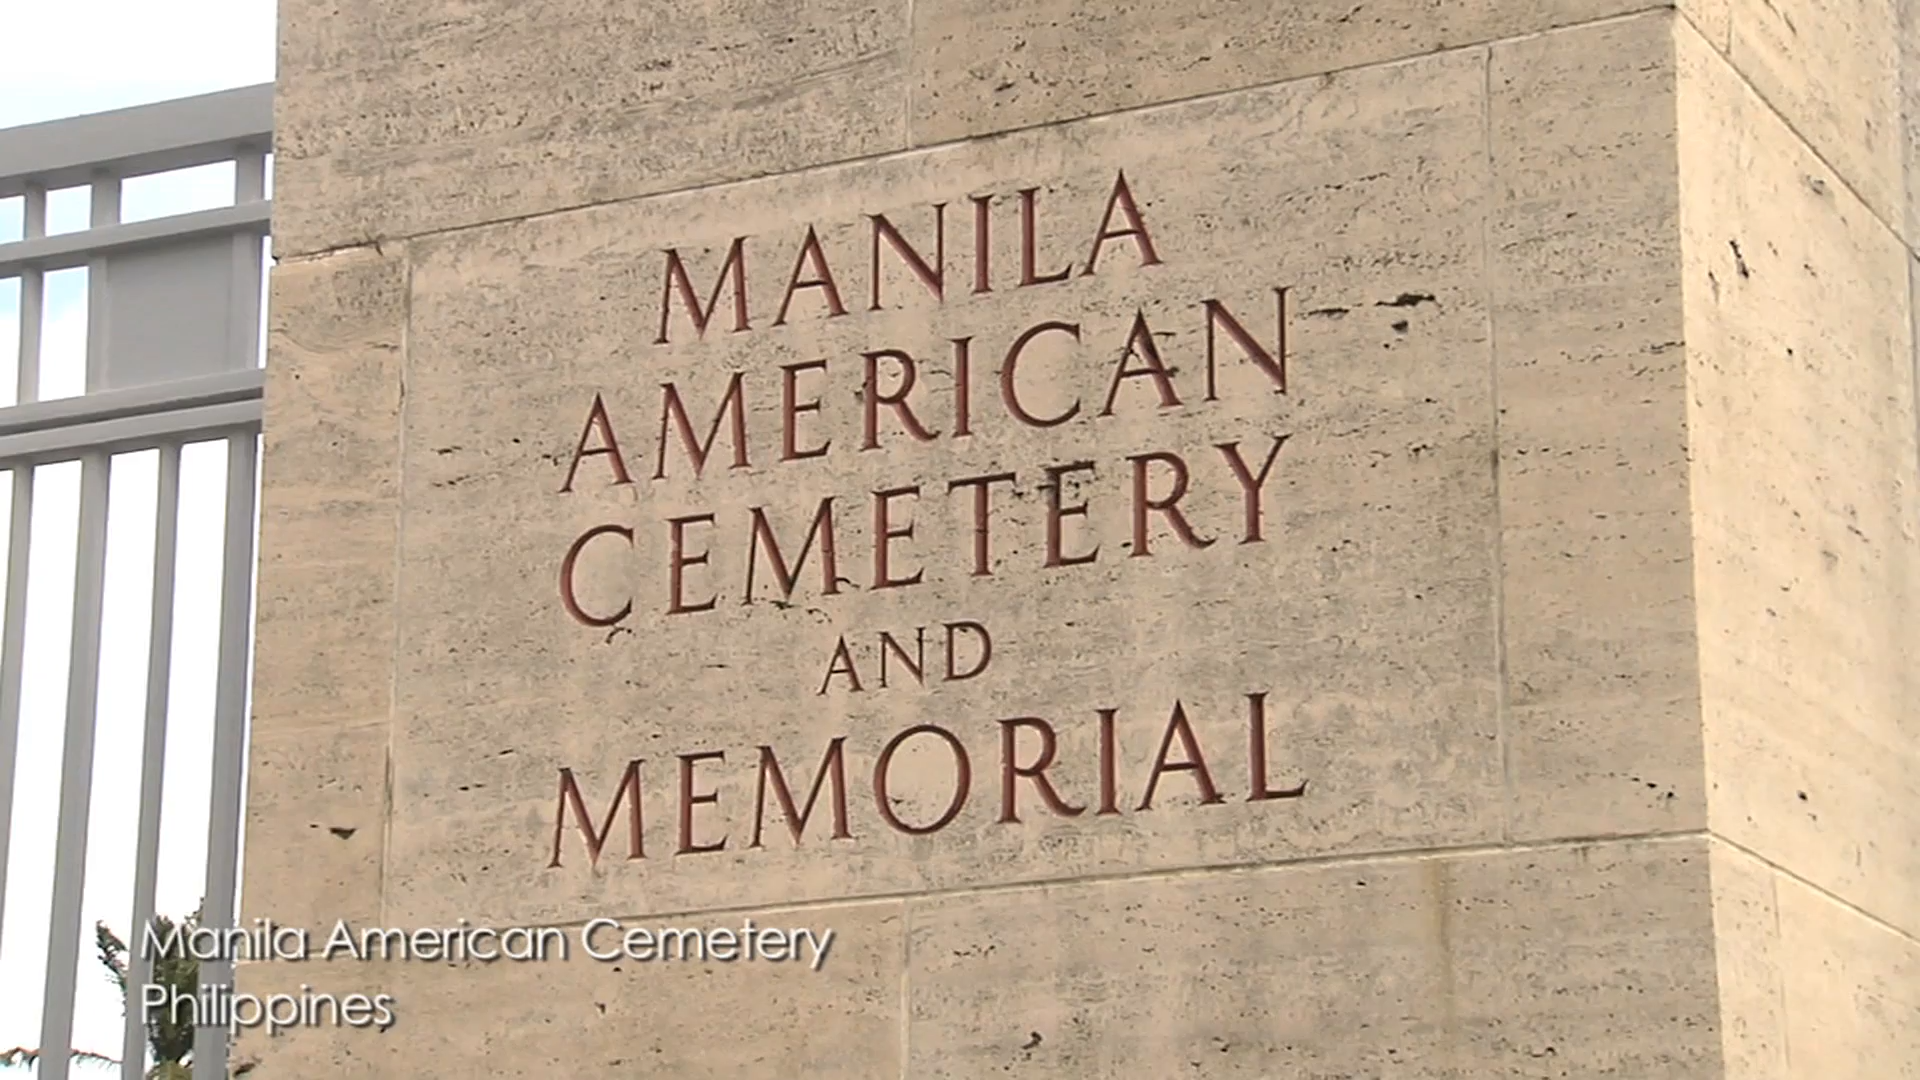 MANILA
AMERICAN
CEMETERY
AND
MEMORIAL
Manila American Cemetery
Philippines